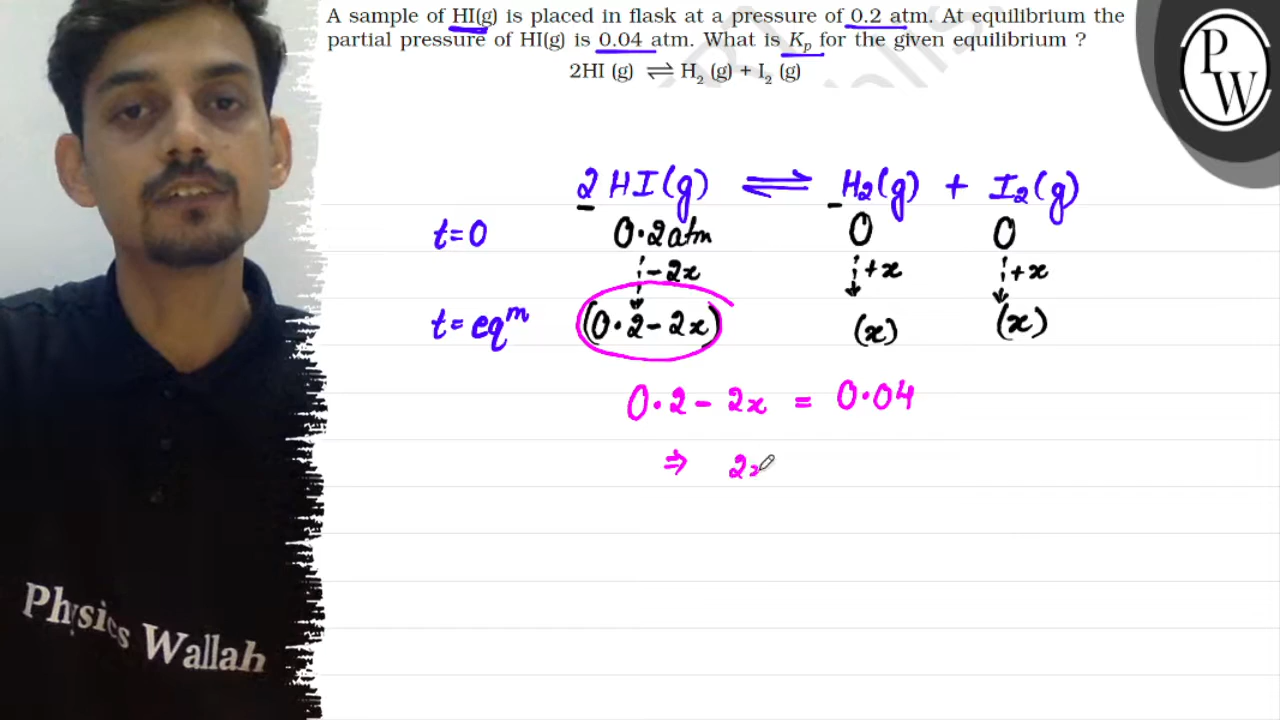 A sample of HI(g) is placed in flask at a pressure of 0.2 atm. At equilibrium the
partial pressure of HI(g) is 0.04 atm. What is Kₚ for the given equilibrium ?
2HI (g) ⇌ H₂ (g) + I₂ (g)
PW
2HI(g) ⇌ H₂(g) + I₂(g)
t=0 0.2atm 0 0
-2x +x +x
t=eqᵐ (0.2-2x) (x) (x)
0.2-2x = 0.04
⇒ 2x
Physics Wallah